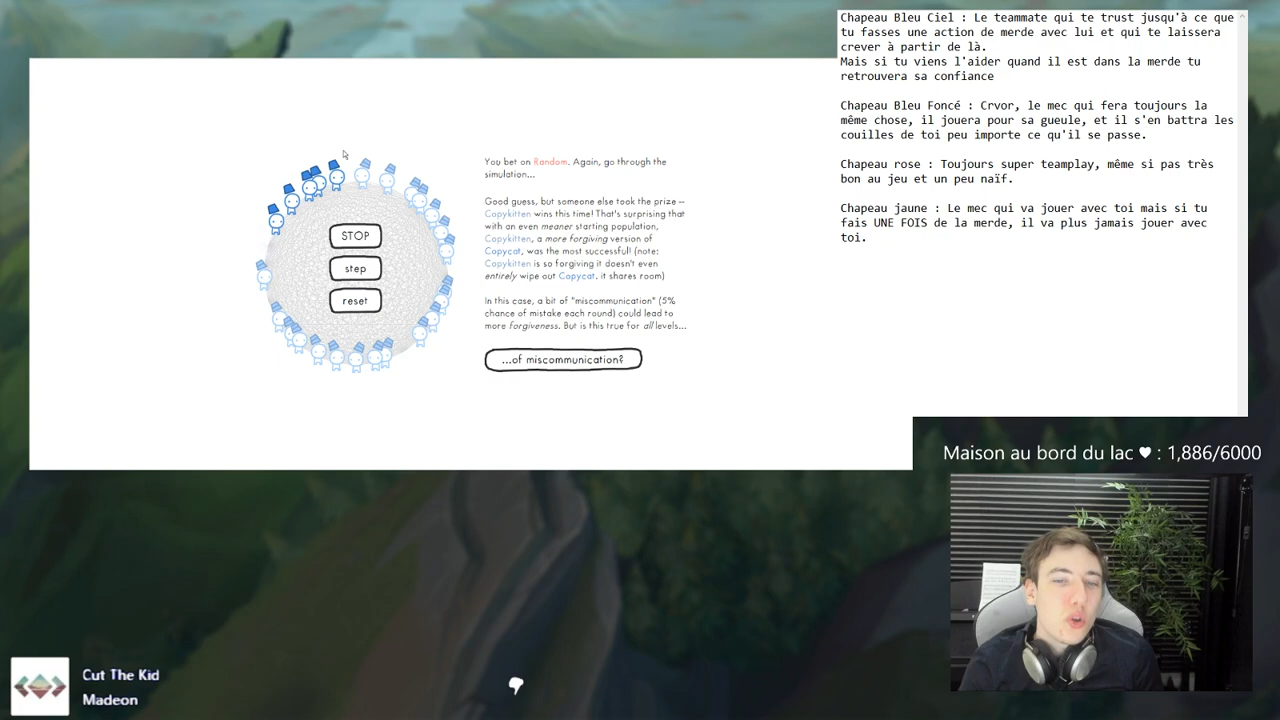 Chapeau Bleu Ciel : Le teammate qui te trust jusqu'à ce que
tu fasses une action de merde avec lui et qui te laissera
crever à partir de là.
Mais si tu viens l'aider quand il est dans la merde tu
retrouvera sa confiance
Chapeau Bleu Foncé : Crvor, le mec qui fera toujours la
même chose, il jouera pour sa gueule, et il s'en battra les
couilles de toi peu importe ce qu'il se passe.
Chapeau rose : Toujours super teamplay, même si pas très
bon au jeu et un peu naïf.
Chapeau jaune : Le mec qui va jouer avec toi mais si tu
fais UNE FOIS de la merde, il va plus jamais jouer avec
toi.
STOP
step
reset
You bet on Random. Again, go through the
simulation...
Good guess, but someone else took the prize –
Copykitten wins this time! That's surprising that
with an even meaner starting population,
Copykitten, a more forgiving version of
Copycat, was the most successful! (note:
Copykitten is so forgiving it doesn't even
entirely wipe out Copycat. it shares room)
In this case, a bit of "miscommunication" (5%
chance of mistake each round) could lead to
more forgiveness. But is this true for all levels...
...of miscommunication?
Maison au bord du lac ♥ : 1,886/6000
Cut The Kid
Madeon